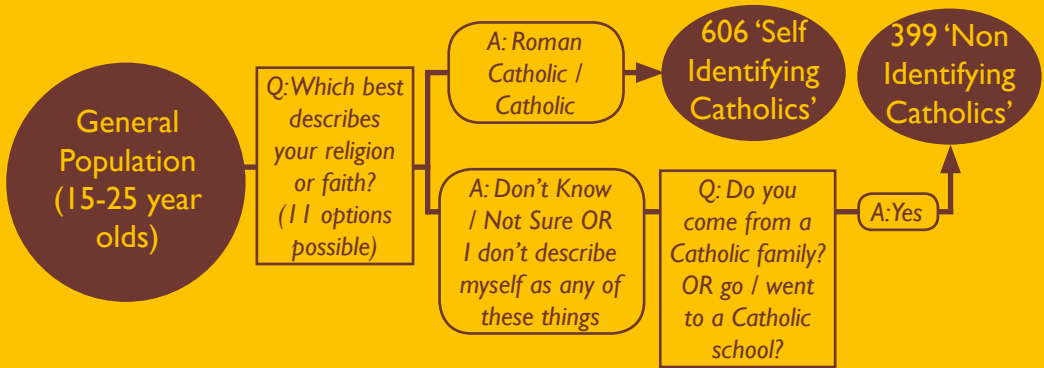 General
Population
(15-25 year
olds)
Q: Which best
describes
your religion
or faith?
(11 options
possible)
A: Roman
Catholic /
Catholic
606 ‘Self
Identifying
Catholics’
A: Don’t Know
/ Not Sure OR
I don’t describe
myself as any of
these things
Q: Do you
come from a
Catholic family?
OR go / went
to a Catholic
school?
A: Yes
399 ‘Non
Identifying
Catholics’